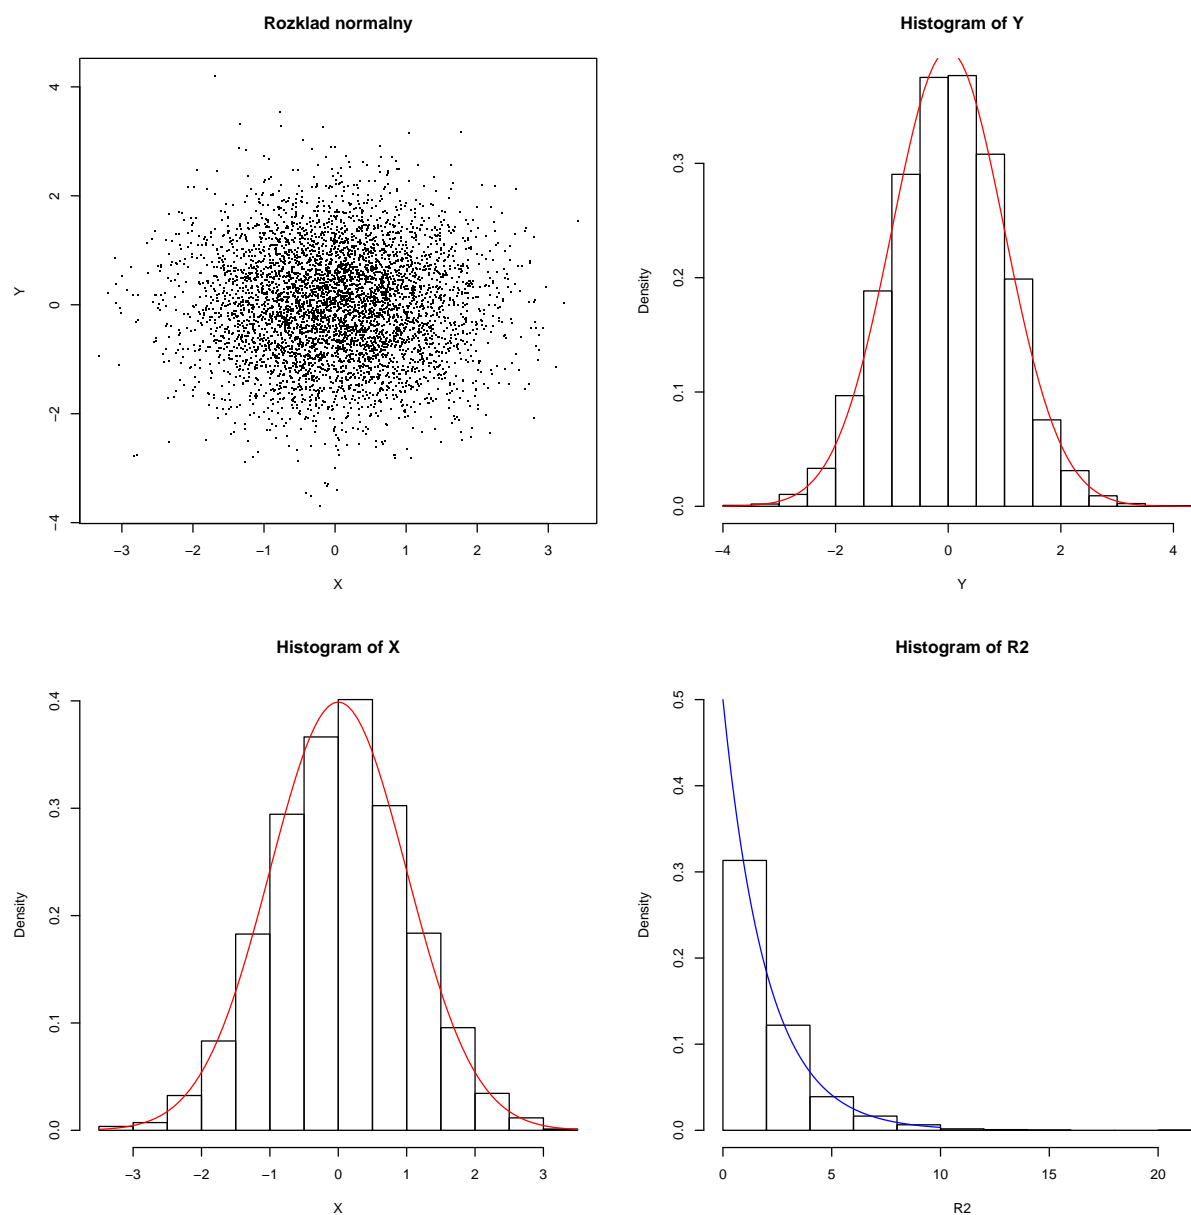 Rozklad normalny
Y
4
2
0
−2
−4
−3 −2 −1 0 1 2 3
X
Histogram of Y
Density
0.3
0.2
0.1
0.0
−4 −2 0 2 4
Y
Histogram of X
Density
0.4
0.3
0.2
0.1
0.0
−3 −2 −1 0 1 2 3
X
Histogram of R2
Density
0.5
0.4
0.3
0.2
0.1
0.0
0 5 10 15 20
R2